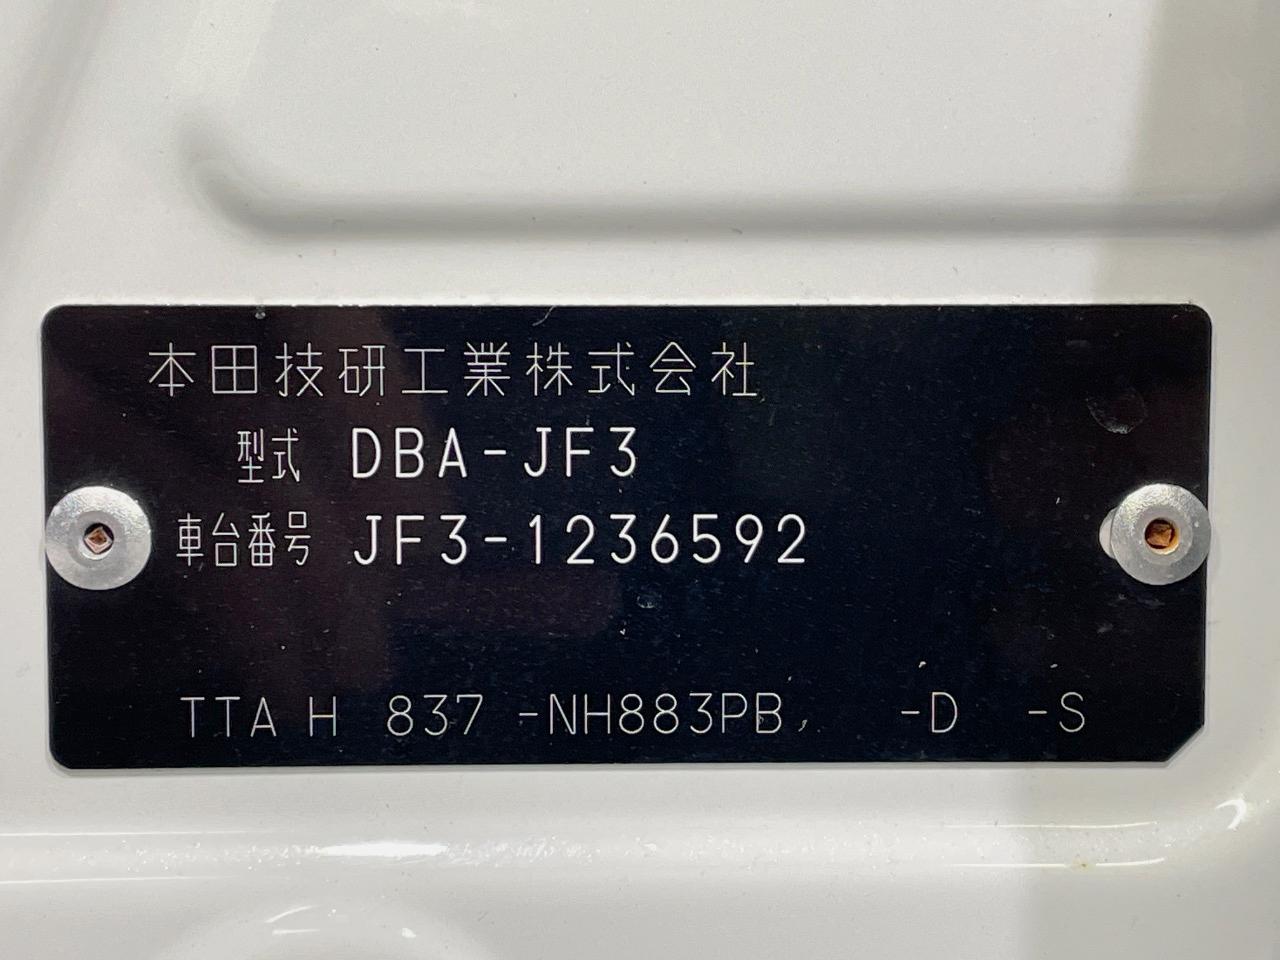 本田技研工業株式会社
型式 DBA-JF3
車台番号 JF3-1236592
TTA H 837 -NH883PB, -D -S